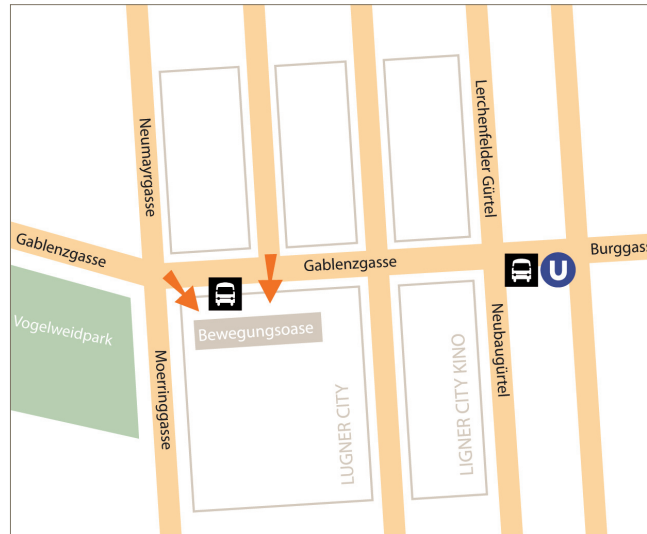 Neumayrgasse
Lerchenfelder Gürtel
Gablenzgasse
Gablenzgasse
Burggass
U
Vogelweidpark
Bewegungsoase
Moerringgasse
Neubaugürtel
LUGNER CITY
LIGNER CITY KINO